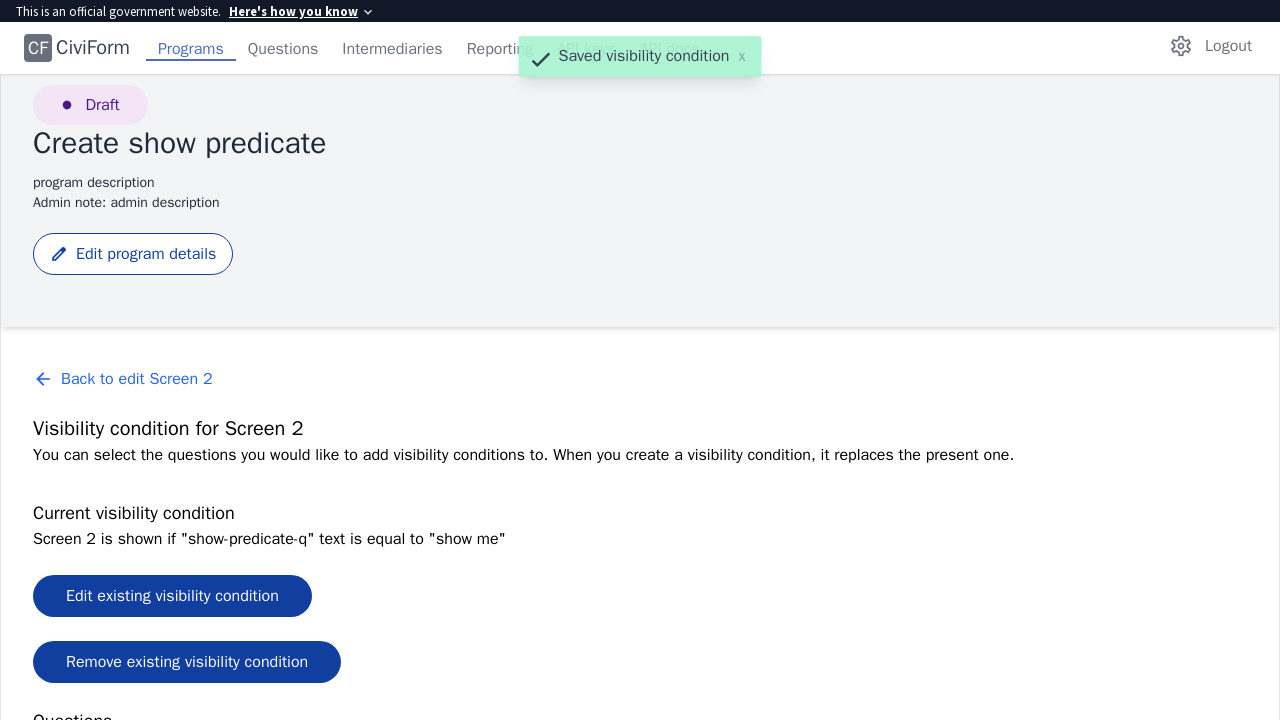 This is an official government website. Here's how you know
CF CiviForm Programs Questions Intermediaries Reporting Logout
Saved visibility condition x
Draft
Create show predicate
program description
Admin note: admin description
Edit program details
Back to edit Screen 2
Visibility condition for Screen 2
You can select the questions you would like to add visibility conditions to. When you create a visibility condition, it replaces the present one.
Current visibility condition
Screen 2 is shown if "show-predicate-q" text is equal to "show me"
Edit existing visibility condition
Remove existing visibility condition
Questions